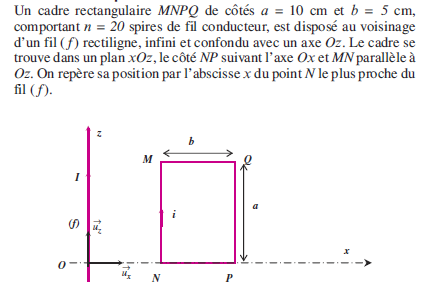 Un cadre rectangulaire MNPQ de côtés a = 10 cm et b = 5 cm,
comportant n = 20 spires de fil conducteur, est disposé au voisinage
d'un fil (f) rectiligne, infini et confondu avec un axe Oz. Le cadre se
trouve dans un plan xOz, le côté NP suivant l'axe Ox et MN parallèle à
Oz. On repère sa position par l'abscisse x du point N le plus proche du
fil (f).
z
b
M
Q
I
i
a
(f)
u⃗z
x
O
u⃗x
N
P